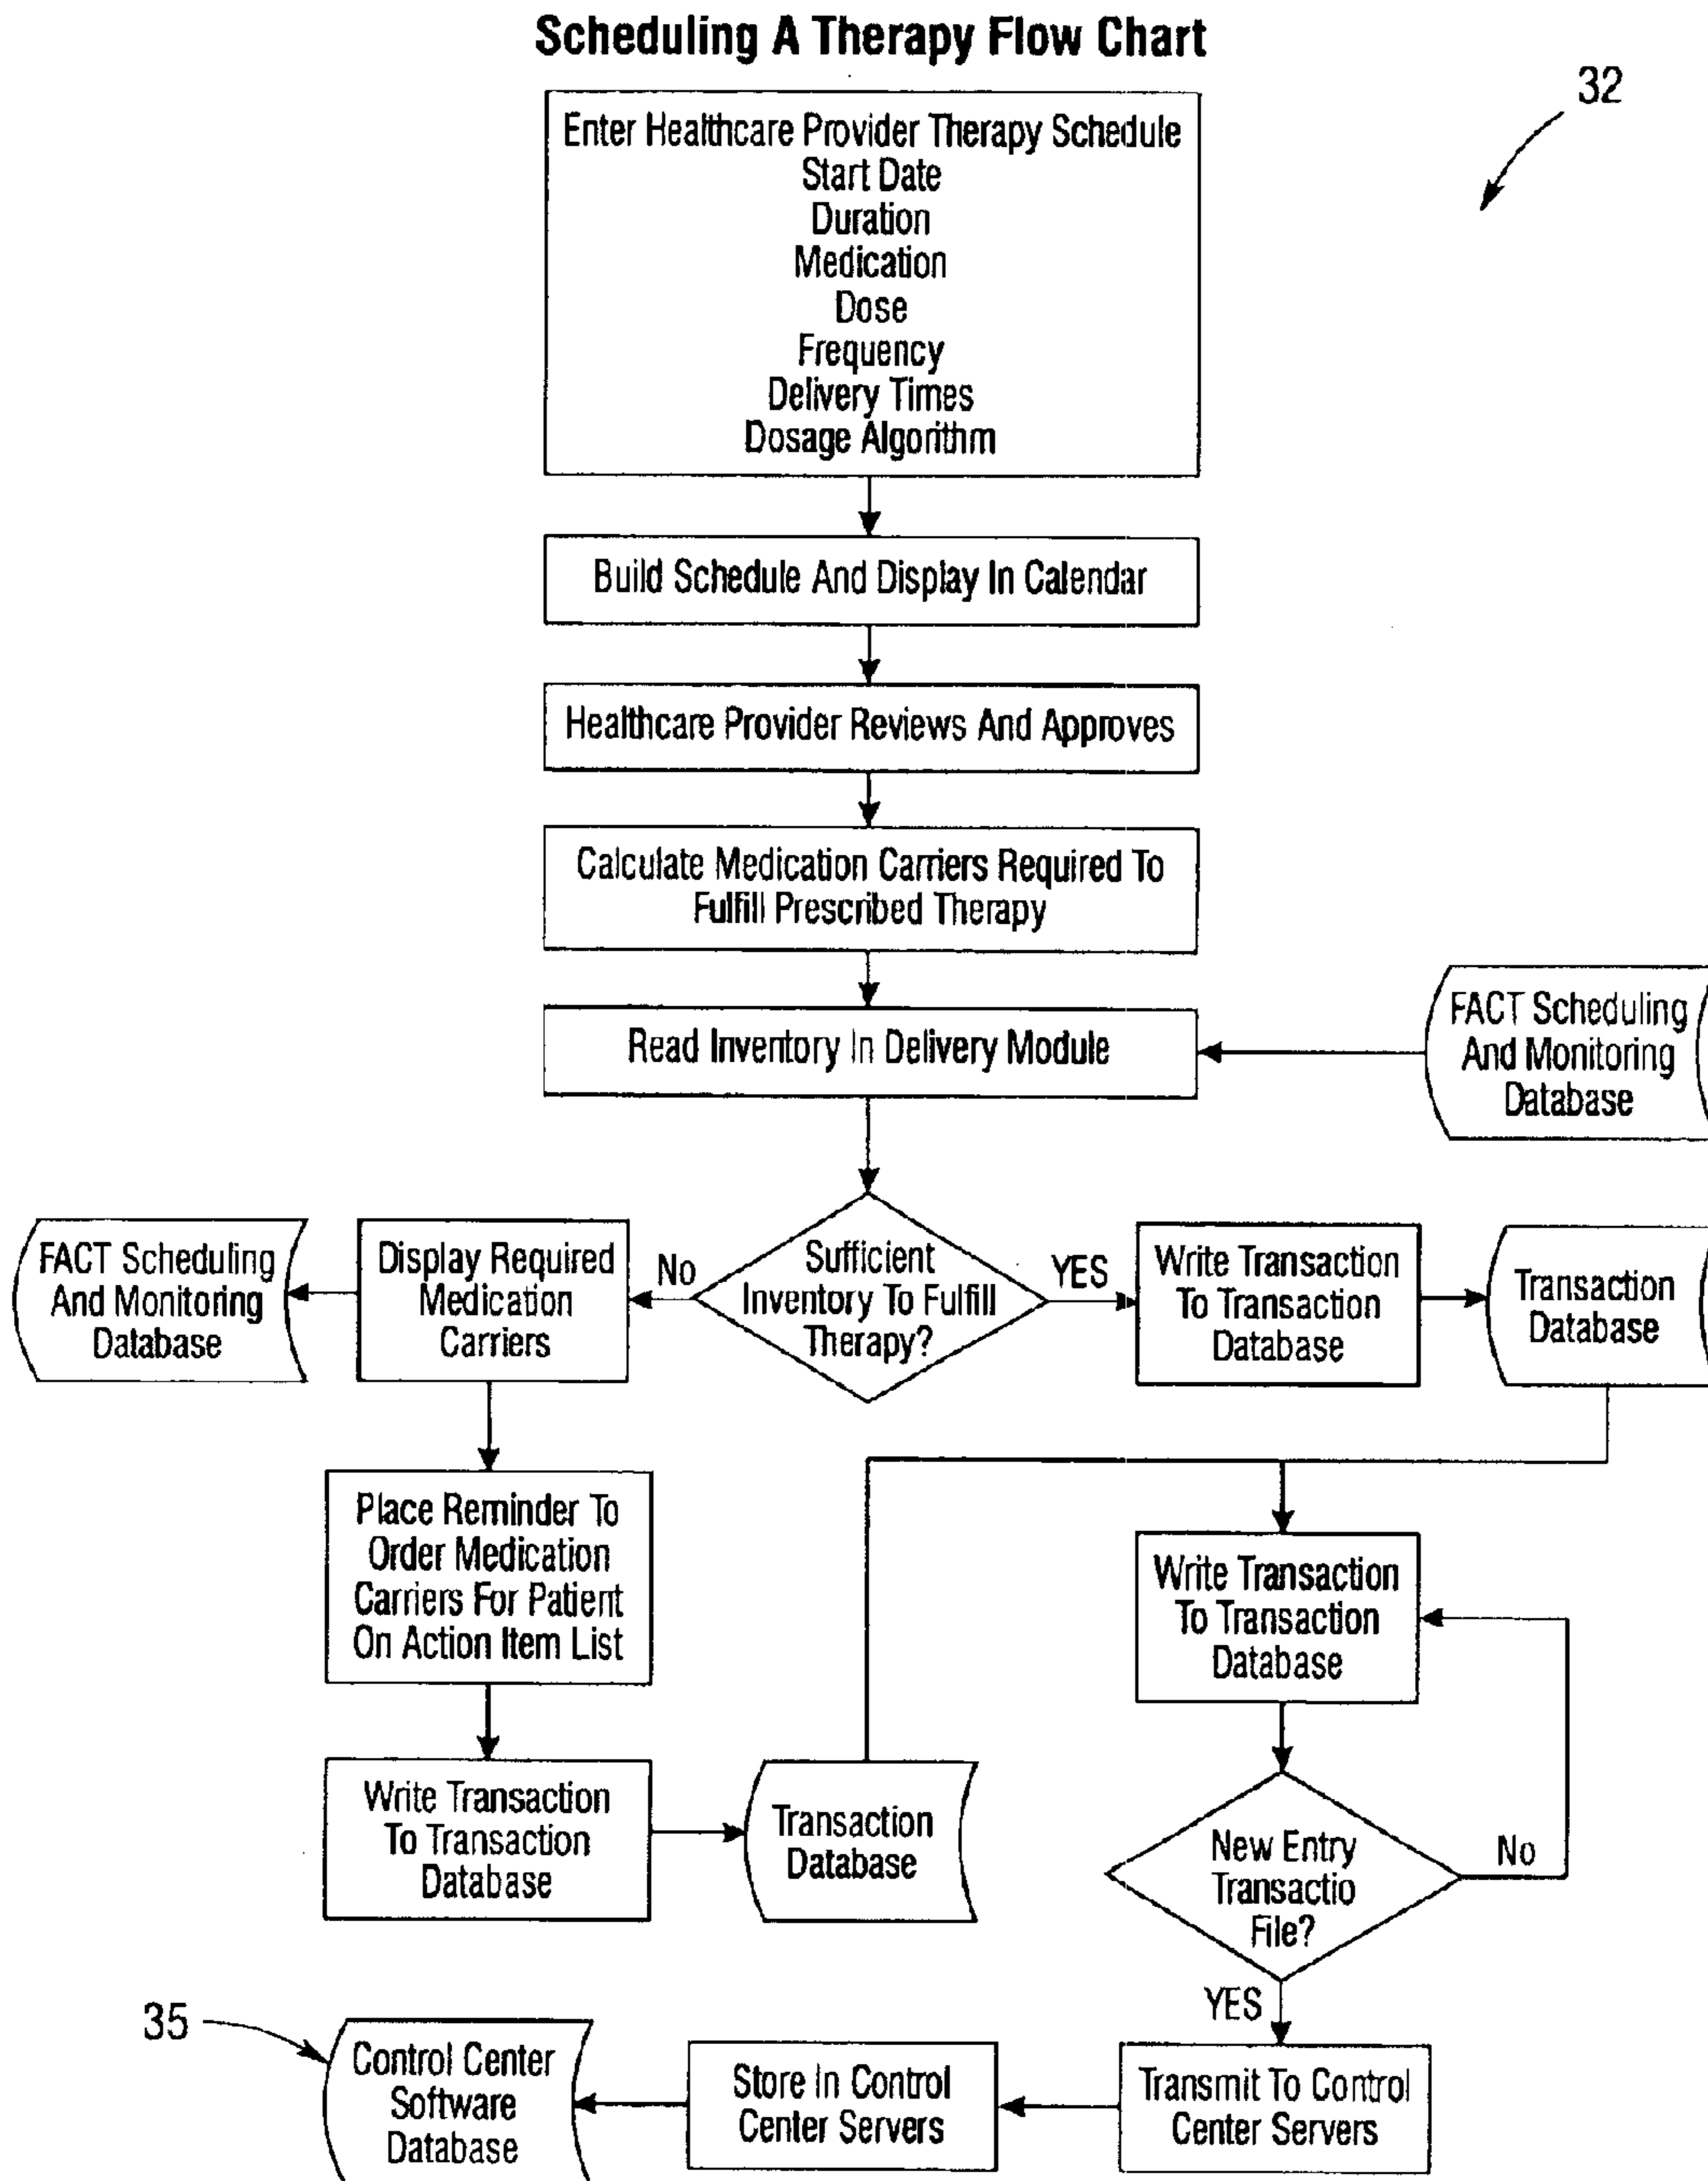 Scheduling A Therapy Flow Chart
32
Enter Healthcare Provider Therapy Schedule
Start Date
Duration
Medication
Dose
Frequency
Delivery Times
Dosage Algorithm
Build Schedule And Display In Calendar
Healthcare Provider Reviews And Approves
Calculate Medication Carriers Required To
Fulfill Prescribed Therapy
Read Inventory In Delivery Module
FACT Scheduling
And Monitoring
Database
FACT Scheduling
And Monitoring
Database
Display Required
Medication
Carriers
No
Sufficient
Inventory To Fulfill
Therapy?
YES
Write Transaction
To Transaction
Database
Transaction
Database
Place Reminder To
Order Medication
Carriers For Patient
On Action Item List
Write Transaction
To Transaction
Database
Write Transaction
To Transaction
Database
Transaction
Database
New Entry
Transactio
File?
No
YES
35
Control Center
Software
Database
Store In Control
Center Servers
Transmit To Control
Center Servers